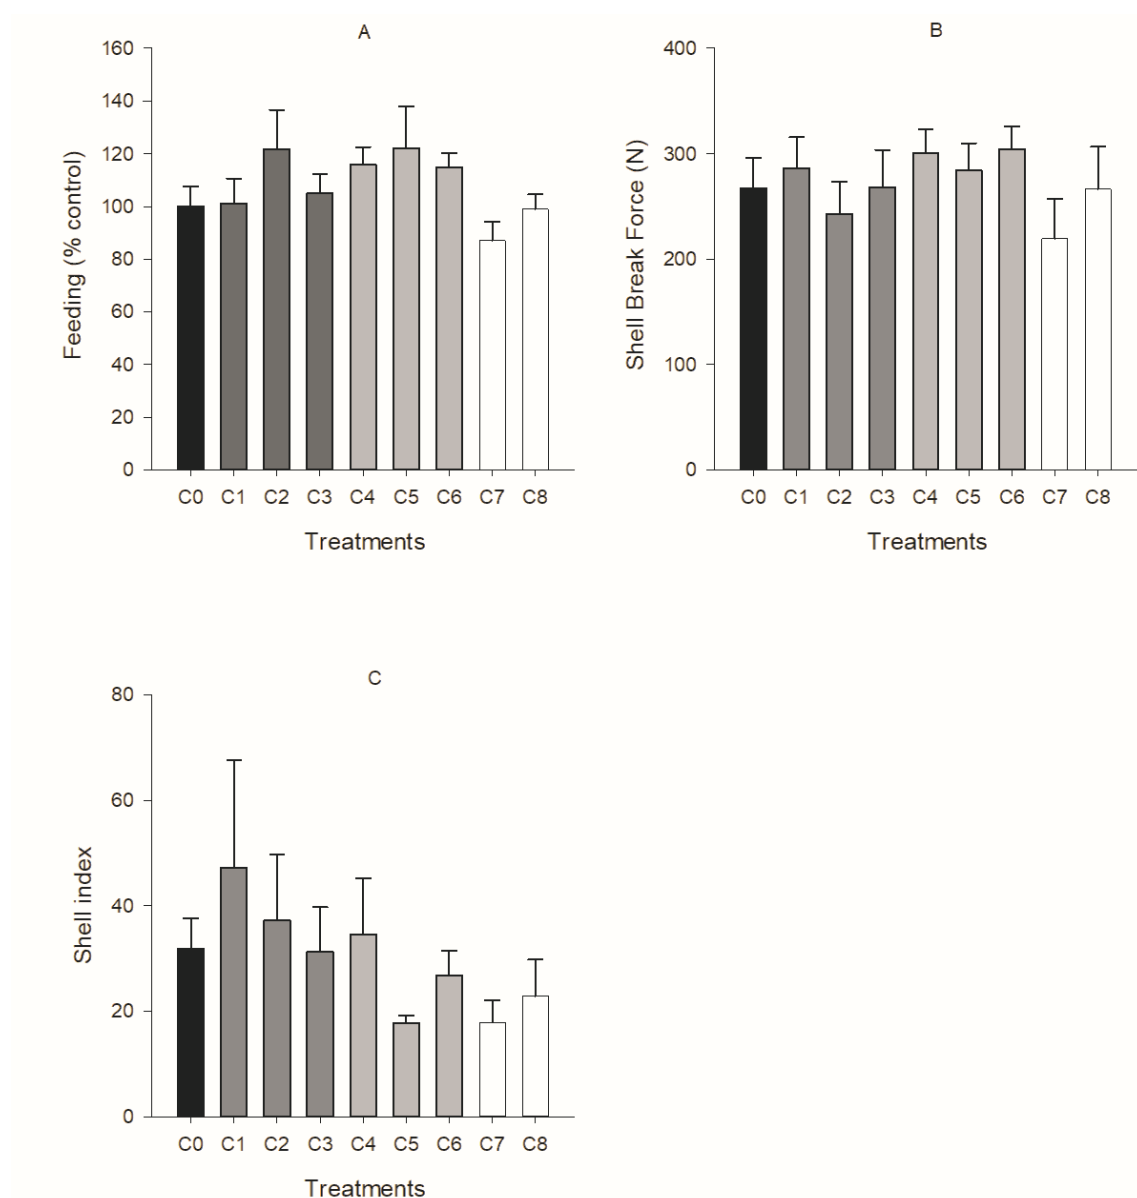 A
160
140
120
100
80
60
40
20
0
Feeding (% control)
C0 C1 C2 C3 C4 C5 C6 C7 C8
Treatments
B
400
300
200
100
0
Shell Break Force (N)
C0 C1 C2 C3 C4 C5 C6 C7 C8
Treatments
C
80
60
40
20
0
Shell index
C0 C1 C2 C3 C4 C5 C6 C7 C8
Treatments